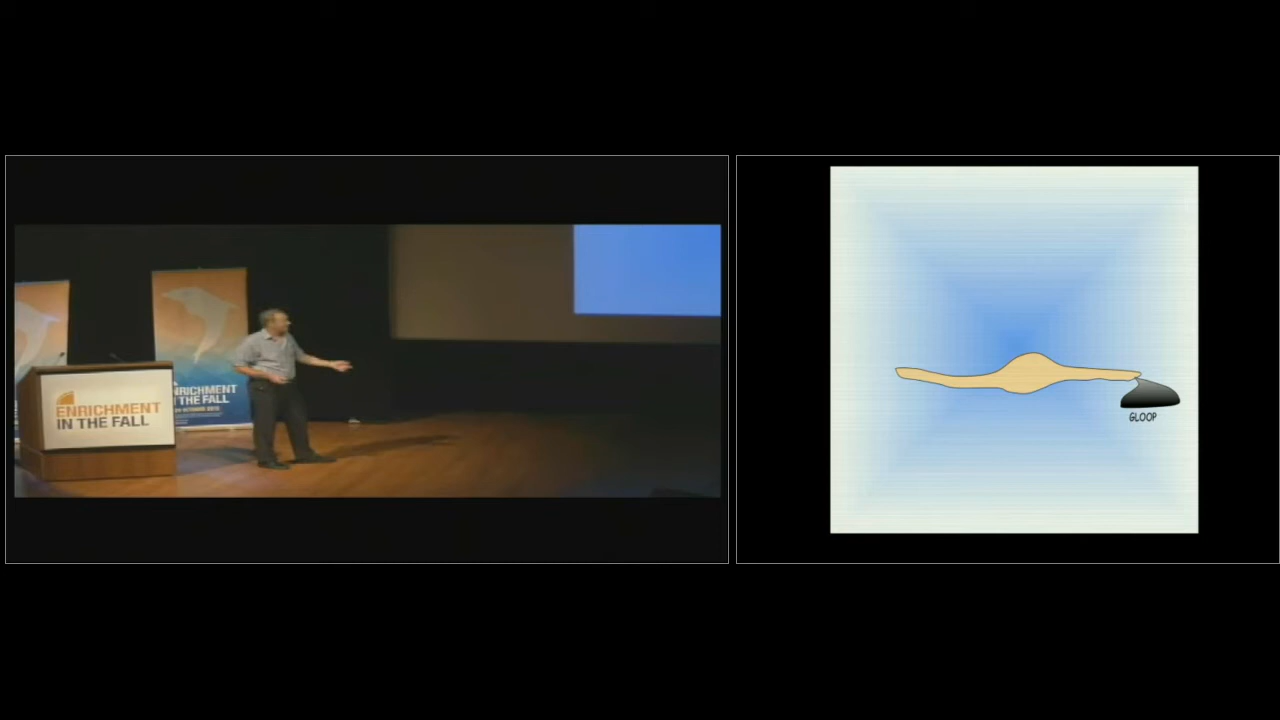 ENRICHMENT
IN THE FALL
ENRICHMENT
IN THE FALL
GLOOP